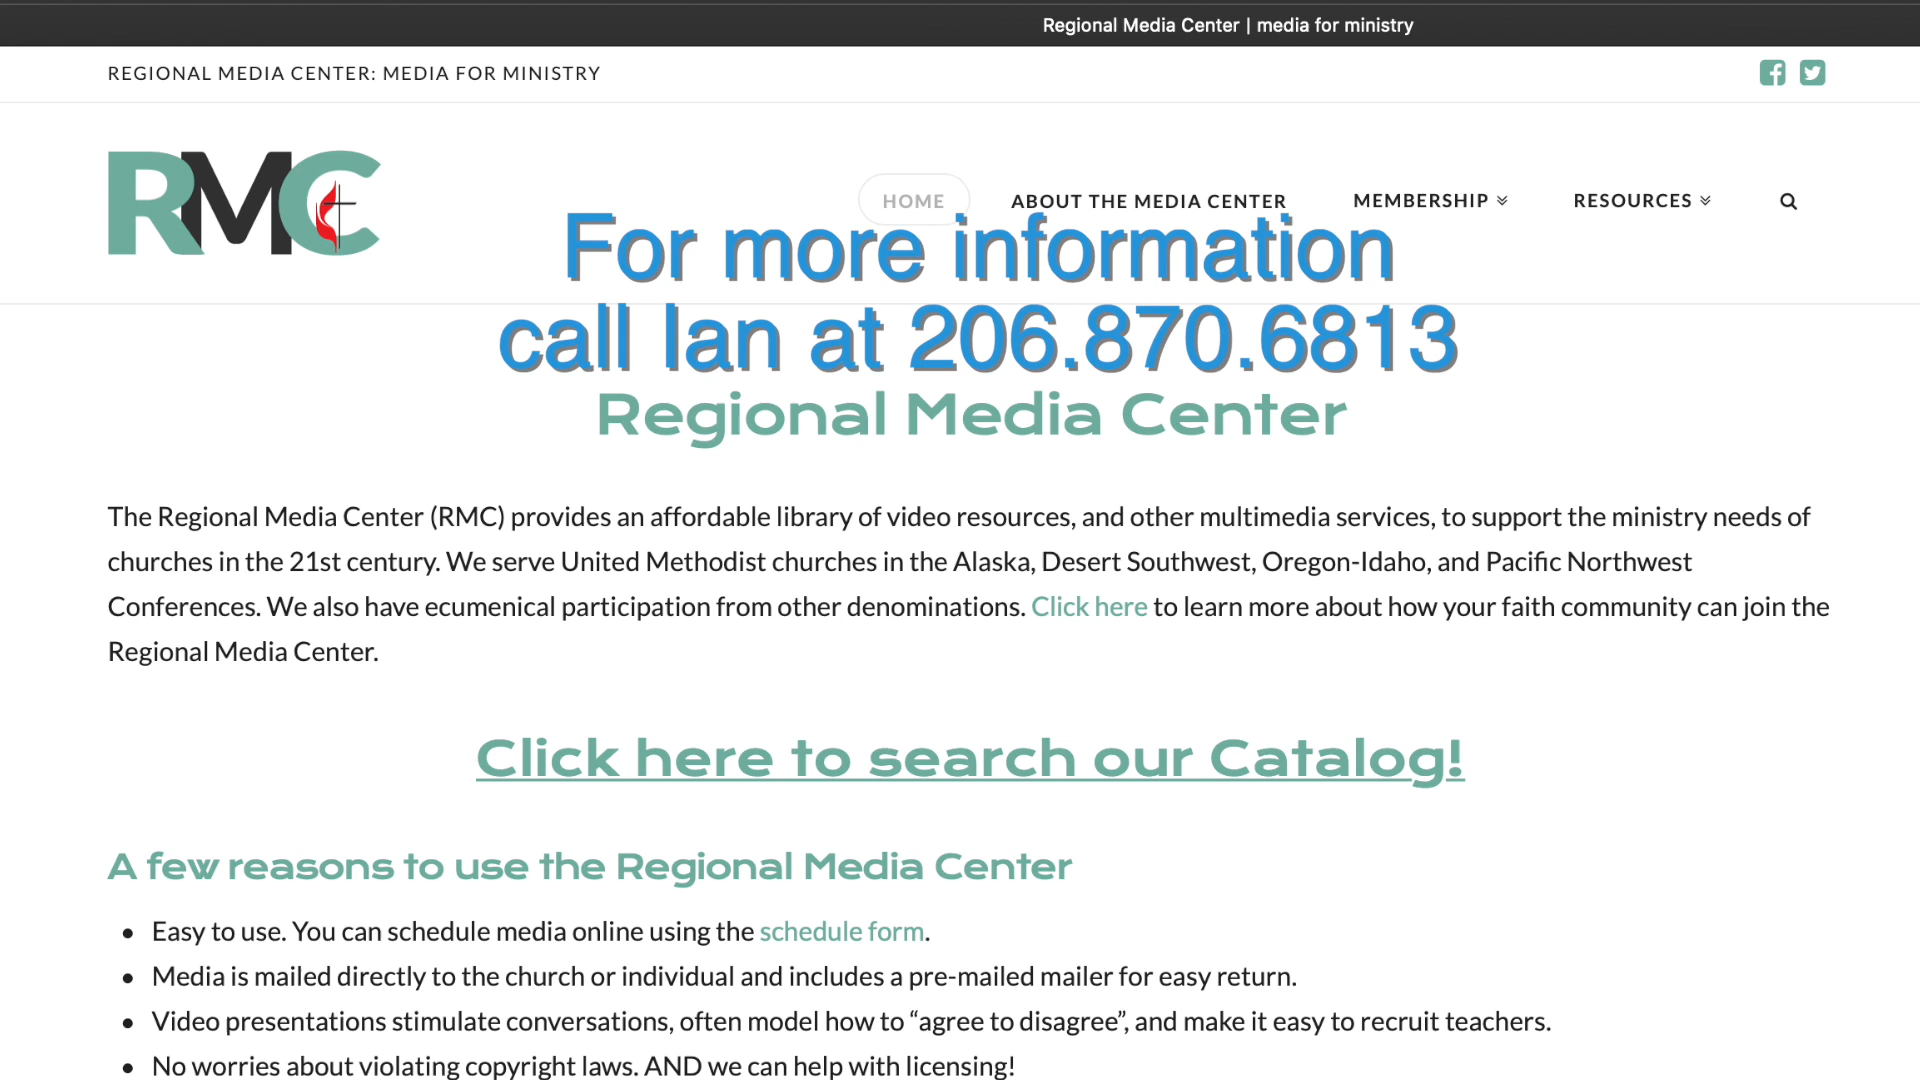 Regional Media Center | media for ministry
REGIONAL MEDIA CENTER: MEDIA FOR MINISTRY
RMC
HOME ABOUT THE MEDIA CENTER MEMBERSHIP RESOURCES
For more information
call Ian at 206.870.6813
Regional Media Center
The Regional Media Center (RMC) provides an affordable library of video resources, and other multimedia services, to support the ministry needs of
churches in the 21st century. We serve United Methodist churches in the Alaska, Desert Southwest, Oregon-Idaho, and Pacific Northwest
Conferences. We also have ecumenical participation from other denominations. Click here to learn more about how your faith community can join the
Regional Media Center.
Click here to search our Catalog!
A few reasons to use the Regional Media Center
• Easy to use. You can schedule media online using the schedule form.
• Media is mailed directly to the church or individual and includes a pre-mailed mailer for easy return.
• Video presentations stimulate conversations, often model how to “agree to disagree”, and make it easy to recruit teachers.
• No worries about violating copyright laws. AND we can help with licensing!